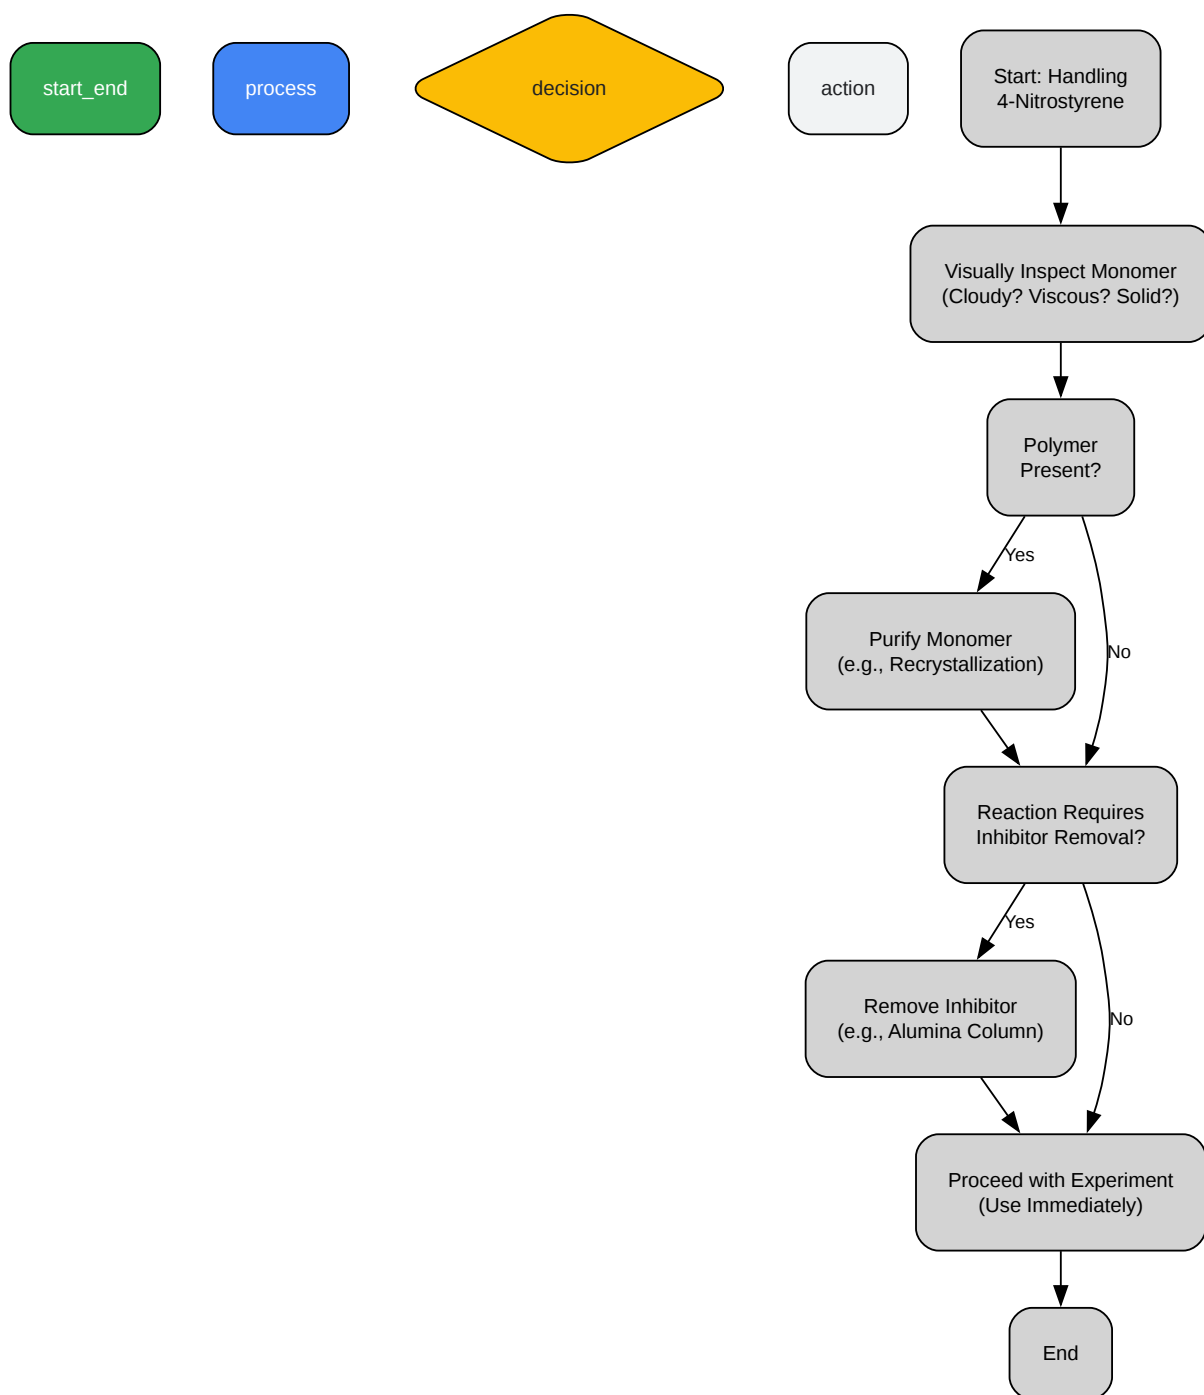 start_end
process
decision
action
Start: Handling
4-Nitrostyrene
Visually Inspect Monomer
(Cloudy? Viscous? Solid?)
Polymer
Present?
Yes
Purify Monomer
(e.g., Recrystallization)
No
Reaction Requires
Inhibitor Removal?
Yes
Remove Inhibitor
(e.g., Alumina Column)
No
Proceed with Experiment
(Use Immediately)
End